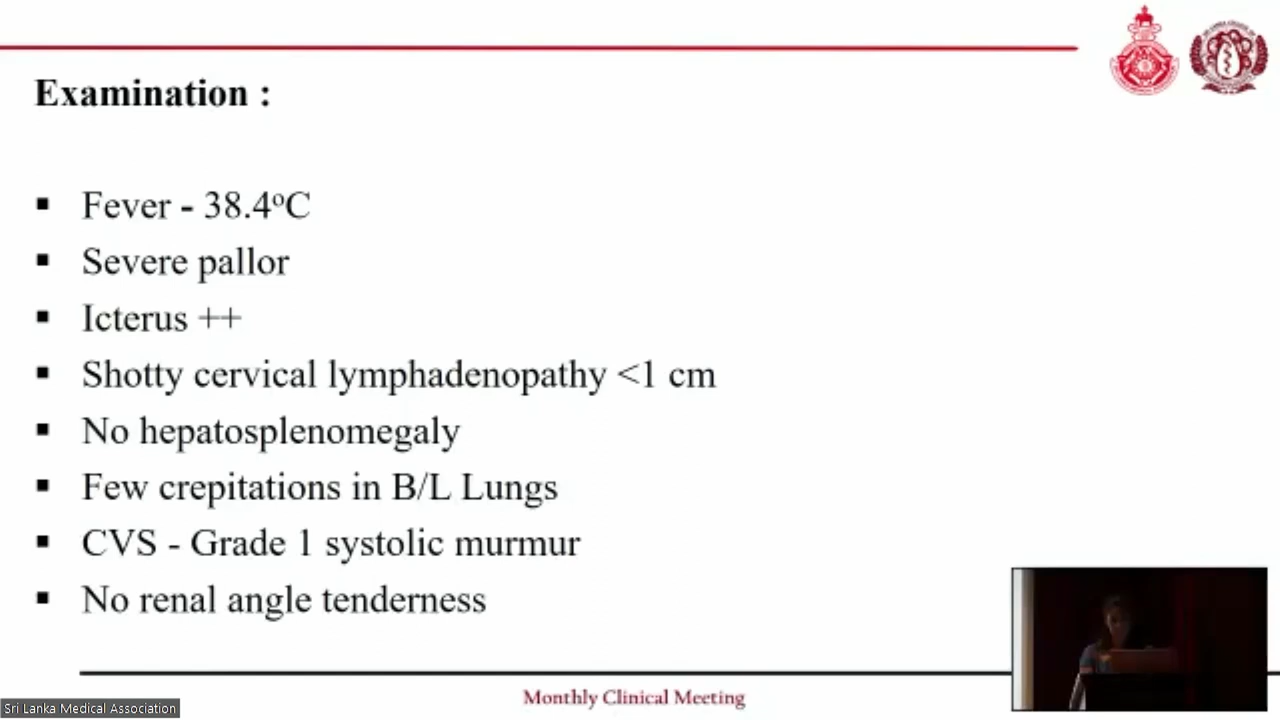 Examination :
▪ Fever - 38.4ºC
▪ Severe pallor
▪ Icterus ++
▪ Shotty cervical lymphadenopathy <1 cm
▪ No hepatosplenomegaly
▪ Few crepitations in B/L Lungs
▪ CVS - Grade 1 systolic murmur
▪ No renal angle tenderness
Monthly Clinical Meeting
Sri Lanka Medical Association